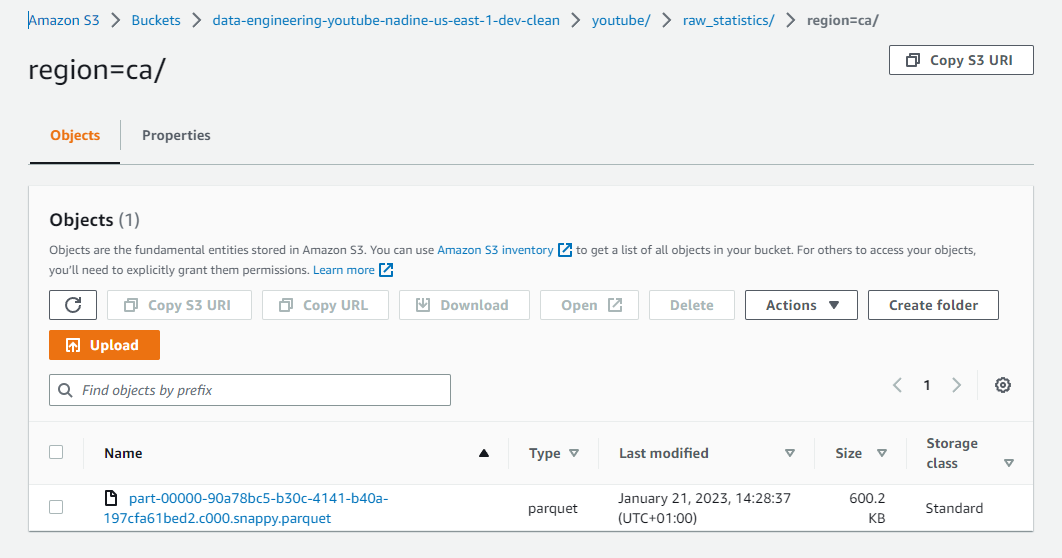 Amazon S3 > Buckets > data-engineering-youtube-nadine-us-east-1-dev-clean > youtube/ > raw_statistics/ > region=ca/
region=ca/
Copy S3 URI
Objects
Properties
Objects (1)
Objects are the fundamental entities stored in Amazon S3. You can use Amazon S3 inventory to get a list of all objects in your bucket. For others to access your objects,
you'll need to explicitly grant them permissions. Learn more
Copy S3 URI
Copy URL
Download
Open
Delete
Actions
Create folder
Upload
Find objects by prefix
1
Name
Type
Last modified
Size
Storage
class
part-00000-90a78bc5-b30c-4141-b40a-
197cfa61bed2.c000.snappy.parquet
parquet
January 21, 2023, 14:28:37
(UTC+01:00)
600.2
KB
Standard